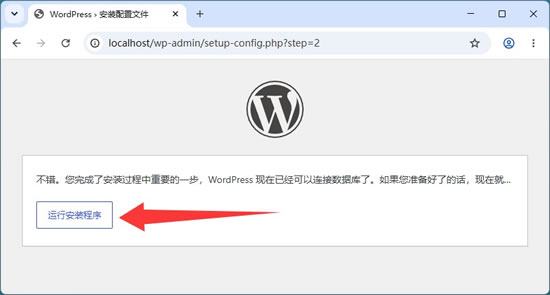 WordPress › 安装配置文件
localhost/wp-admin/setup-config.php?step=2
不错。您完成了安装过程中重要的一步，WordPress 现在已经可以连接数据库了。如果您准备好了的话，现在就...
运行安装程序